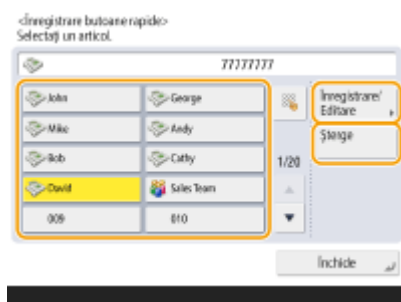 <Înregistrare butoane rapide>
Selectați un articol.
77777777
John
George
Înregistrare/
Editare
Mike
Andy
Șterge
Bob
Cathy
1/20
David
Sales Team
009
010
Închide